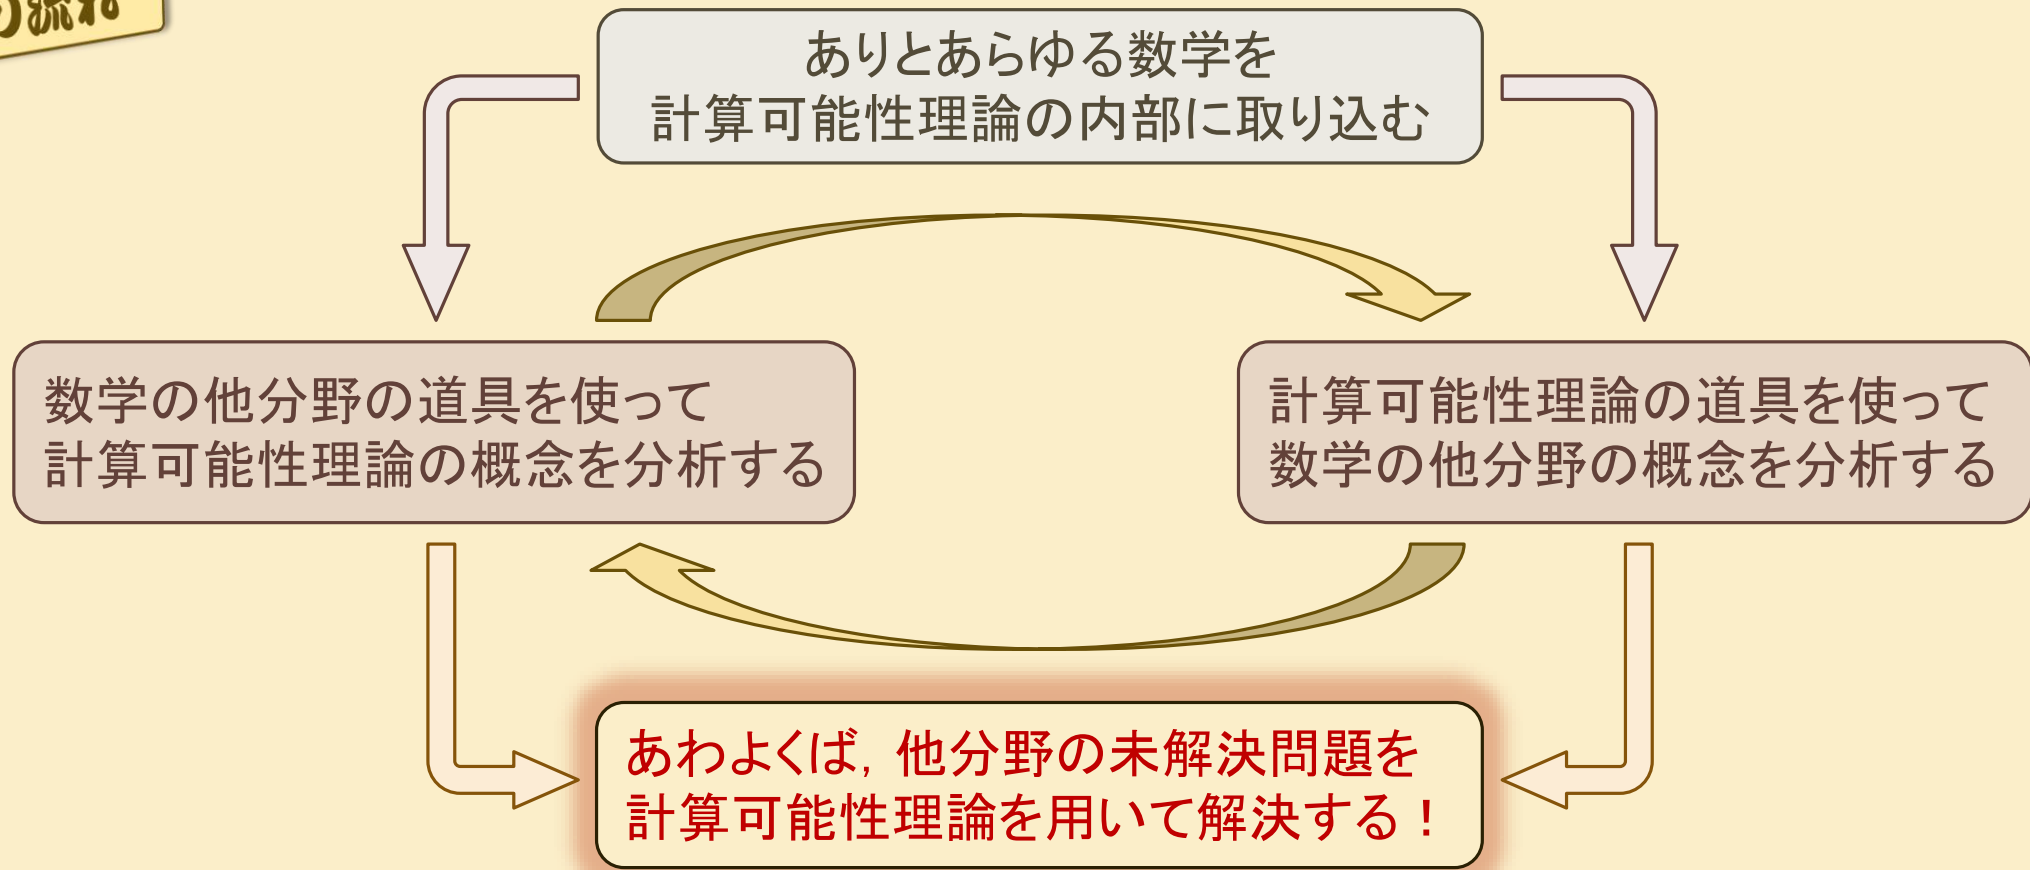 の流れ
ありとあらゆる数学を
計算可能性理論の内部に取り込む
数学の他分野の道具を使って
計算可能性理論の概念を分析する
計算可能性理論の道具を使って
数学の他分野の概念を分析する
あわよくば, 他分野の未解決問題を
計算可能性理論を用いて解決する！